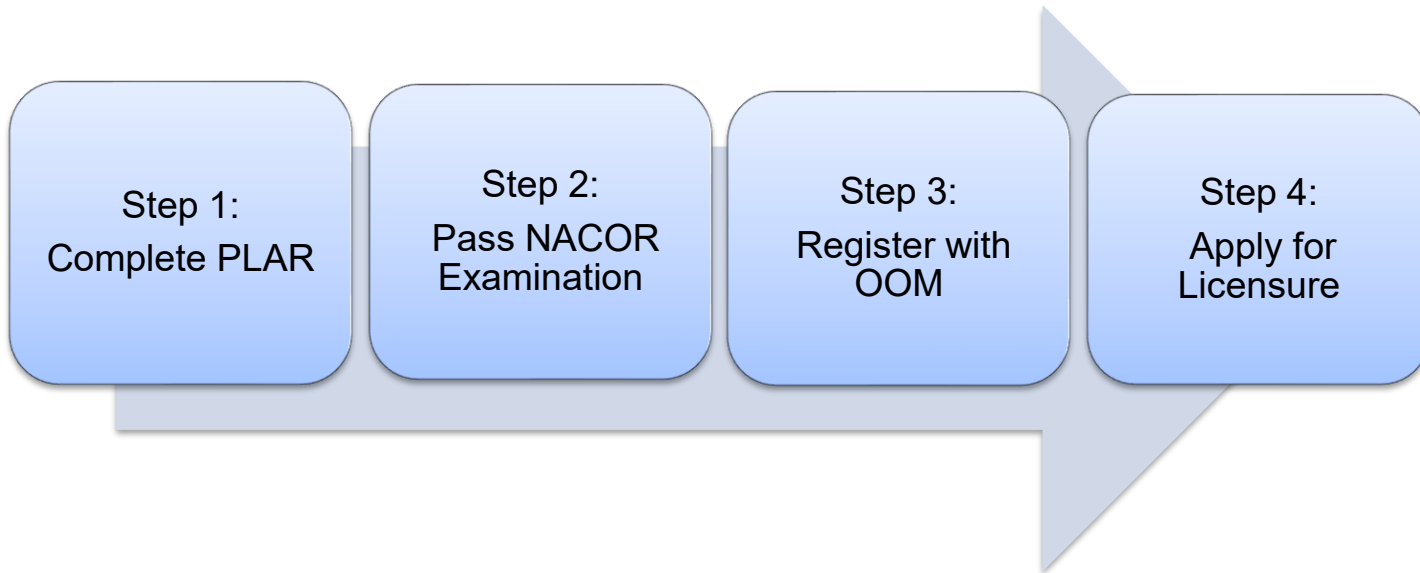 Step 1:
Complete PLAR
Step 2:
Pass NACOR
Examination
Step 3:
Register with
OOM
Step 4:
Apply for
Licensure